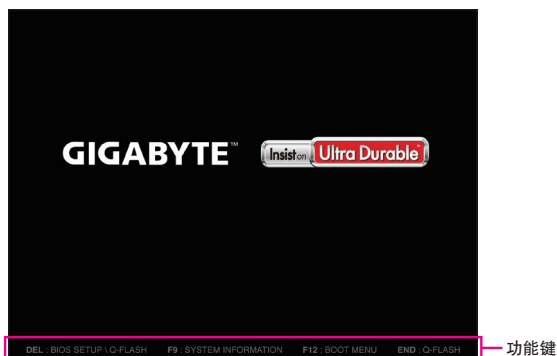 GIGABYTE™
Insist on Ultra Durable™
DEL : BIOS SETUP \ Q-FLASH F9 : SYSTEM INFORMATION F12 : BOOT MENU END : Q-FLASH
功能键